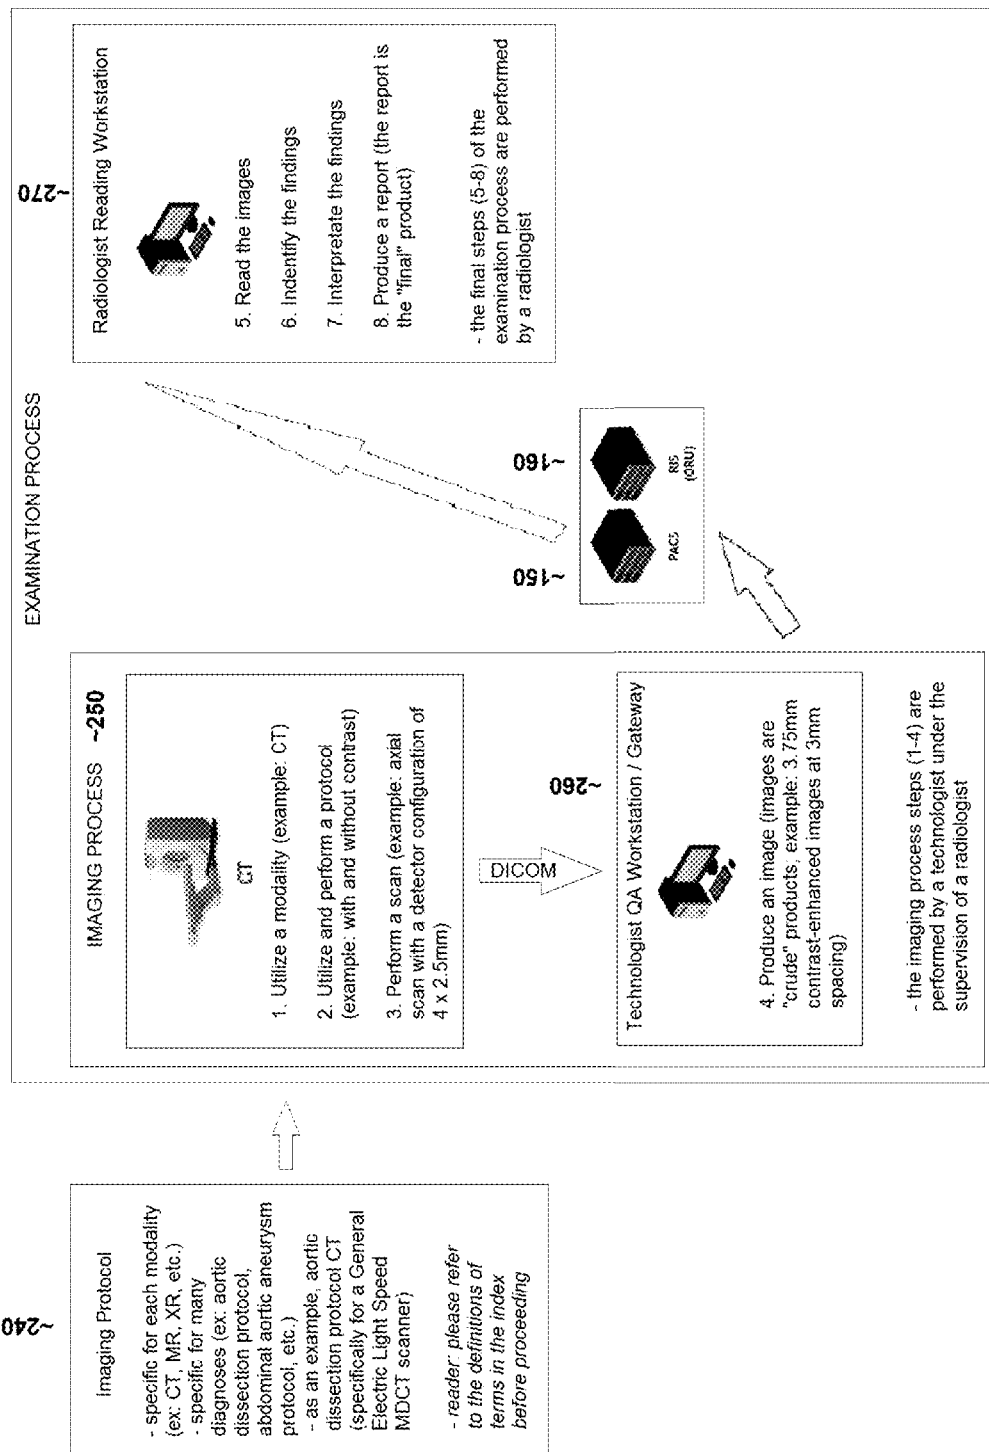 ~240
Imaging Protocol
- specific for each modality
(ex: CT, MR, XR, etc.)
- specific for many
diagnoses (ex: aortic
dissection protocol,
abdominal aortic aneurysm
protocol, etc.)
- as an example, aortic
dissection protocol CT
(specifically for a General
Electric Light Speed
MDCT scanner)
- reader: please refer
to the definitions of
terms in the index
before proceeding
EXAMINATION PROCESS
IMAGING PROCESS ~250
CT
1. Utilize a modality (example: CT)
2. Utilize and perform a protocol
(example: with and without contrast)
3. Perform a scan (example: axial
scan with a detector configuration of
4 x 2.5mm)
DICOM
~260
Technologist QA Workstation / Gateway
4. Produce an image (images are
"crude" products; example: 3.75mm
contrast-enhanced images at 3mm
spacing)
- the imaging process steps (1-4) are
performed by a technologist under the
supervision of a radiologist
~150
~160
PACS
RIS
(ORU)
~270
Radiologist Reading Workstation
5. Read the images
6. Indentify the findings
7. Interpretate the findings
8. Produce a report (the report is
the "final" product)
- the final steps (5-8) of the
examination process are performed
by a radiologist